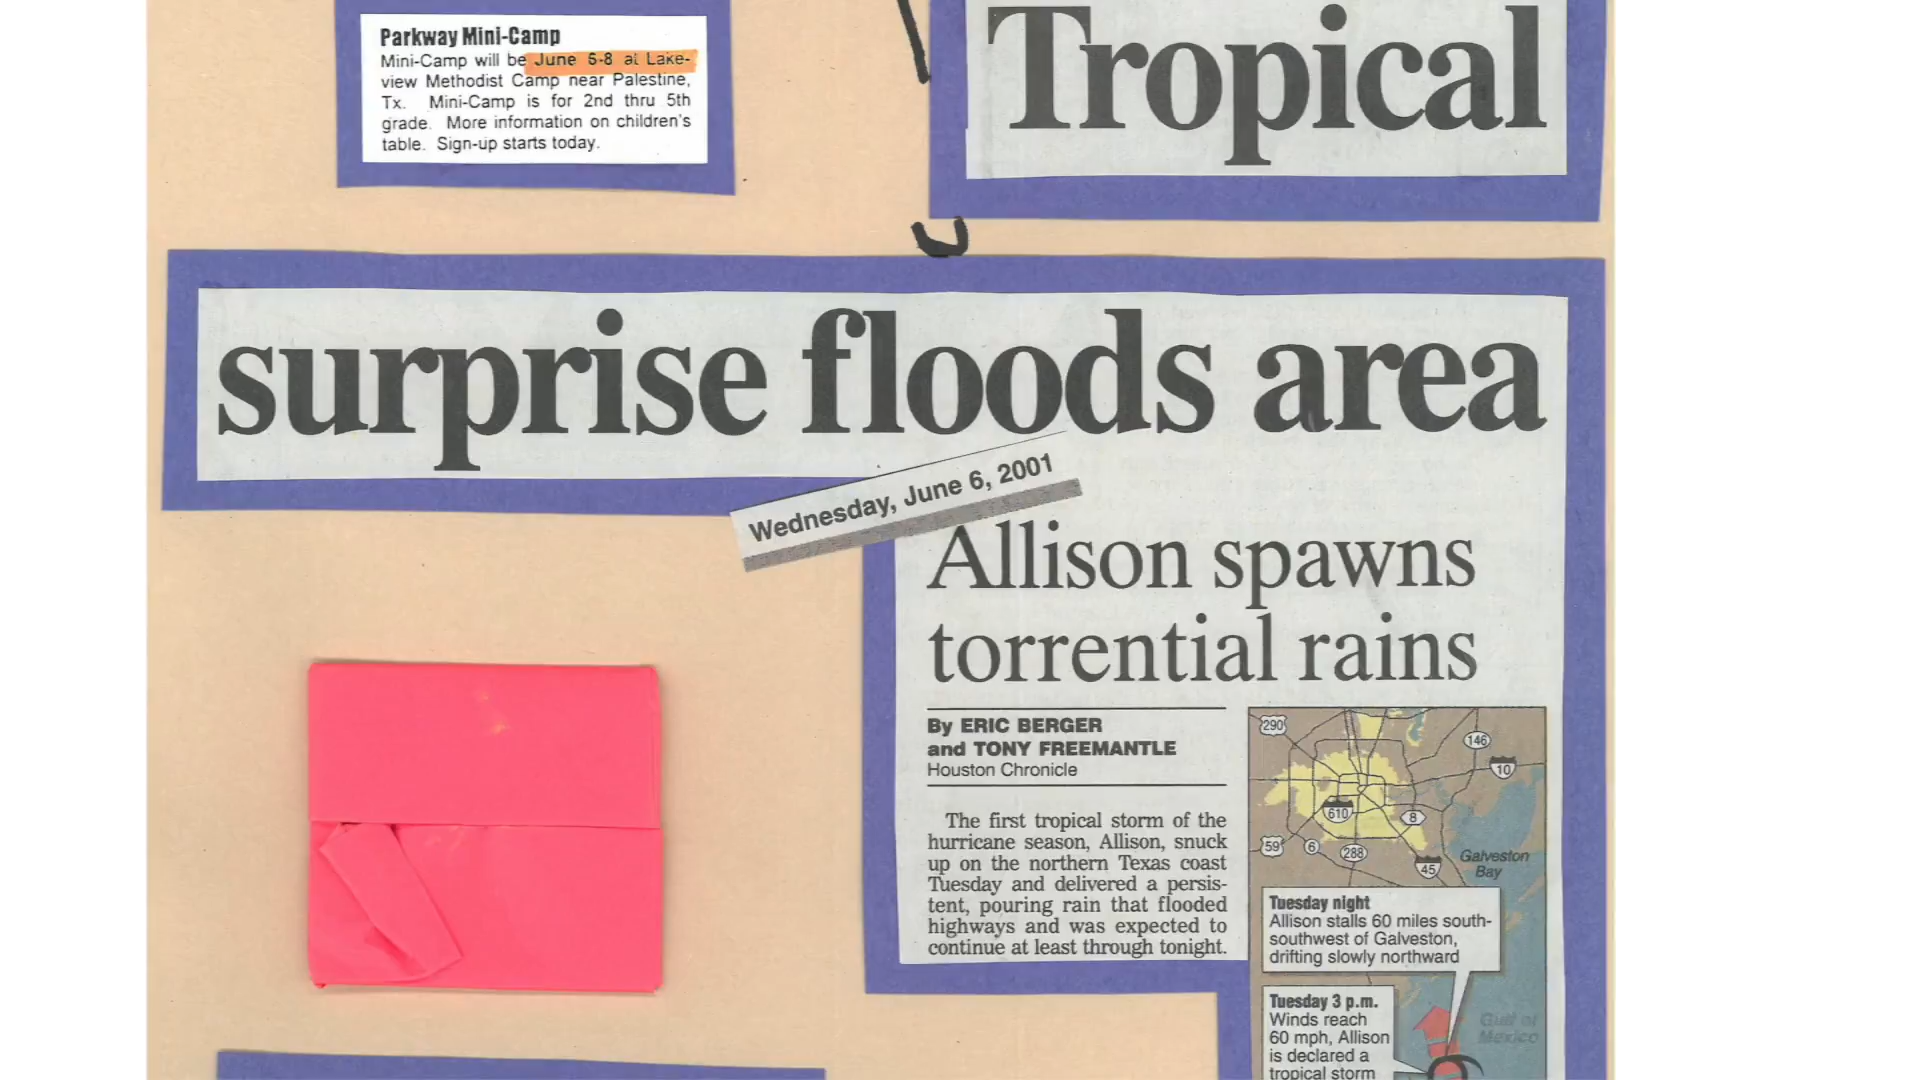 Parkway Mini-Camp
Mini-Camp will be June 6-8 at Lake-
view Methodist Camp near Palestine,
Tx. Mini-Camp is for 2nd thru 5th
grade. More information on children's
table. Sign-up starts today.
Tropical
surprise floods area
Wednesday, June 6, 2001
Allison spawns
torrential rains
By ERIC BERGER
and TONY FREEMANTLE
Houston Chronicle
The first tropical storm of the
hurricane season, Allison, snuck
up on the northern Texas coast
Tuesday and delivered a persis-
tent, pouring rain that flooded
highways and was expected to
continue at least through tonight.
290
146
10
610
8
59
6
288
45
Galveston
Bay
Tuesday night
Allison stalls 60 miles south-
southwest of Galveston,
drifting slowly northward
Tuesday 3 p.m.
Winds reach
60 mph, Allison
is declared a
tropical storm
Gulf of
Mexico